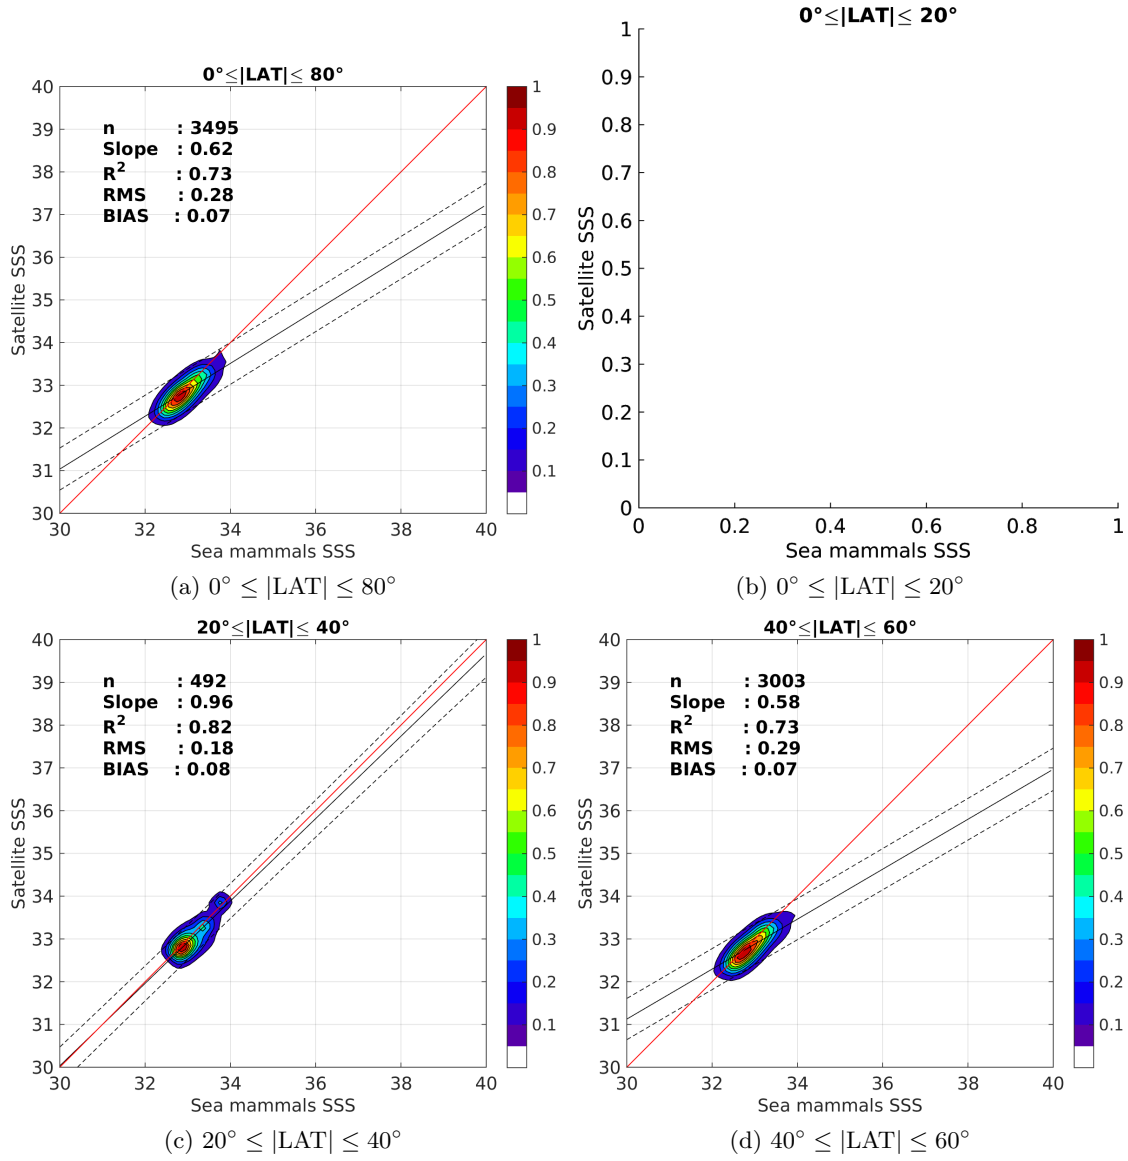 0°≤|LAT|≤ 80°
n : 3495
Slope : 0.62
R2 : 0.73
RMS : 0.28
BIAS : 0.07
40
39
38
37
36
35
34
33
32
31
30
Satellite SSS
30 32 34 36 38 40
Sea mammals SSS
1
0.9
0.8
0.7
0.6
0.5
0.4
0.3
0.2
0.1
(a) 0° ≤ |LAT| ≤ 80°
0°≤|LAT|≤ 20°
1
0.9
0.8
0.7
0.6
0.5
0.4
0.3
0.2
0.1
0
Satellite SSS
0 0.2 0.4 0.6 0.8 1
Sea mammals SSS
(b) 0° ≤ |LAT| ≤ 20°
20°≤|LAT|≤ 40°
n : 492
Slope : 0.96
R2 : 0.82
RMS : 0.18
BIAS : 0.08
40
39
38
37
36
35
34
33
32
31
30
Satellite SSS
30 32 34 36 38 40
Sea mammals SSS
1
0.9
0.8
0.7
0.6
0.5
0.4
0.3
0.2
0.1
(c) 20° ≤ |LAT| ≤ 40°
40°≤|LAT|≤ 60°
n : 3003
Slope : 0.58
R2 : 0.73
RMS : 0.29
BIAS : 0.07
40
39
38
37
36
35
34
33
32
31
30
Satellite SSS
30 32 34 36 38 40
Sea mammals SSS
1
0.9
0.8
0.7
0.6
0.5
0.4
0.3
0.2
0.1
(d) 40° ≤ |LAT| ≤ 60°